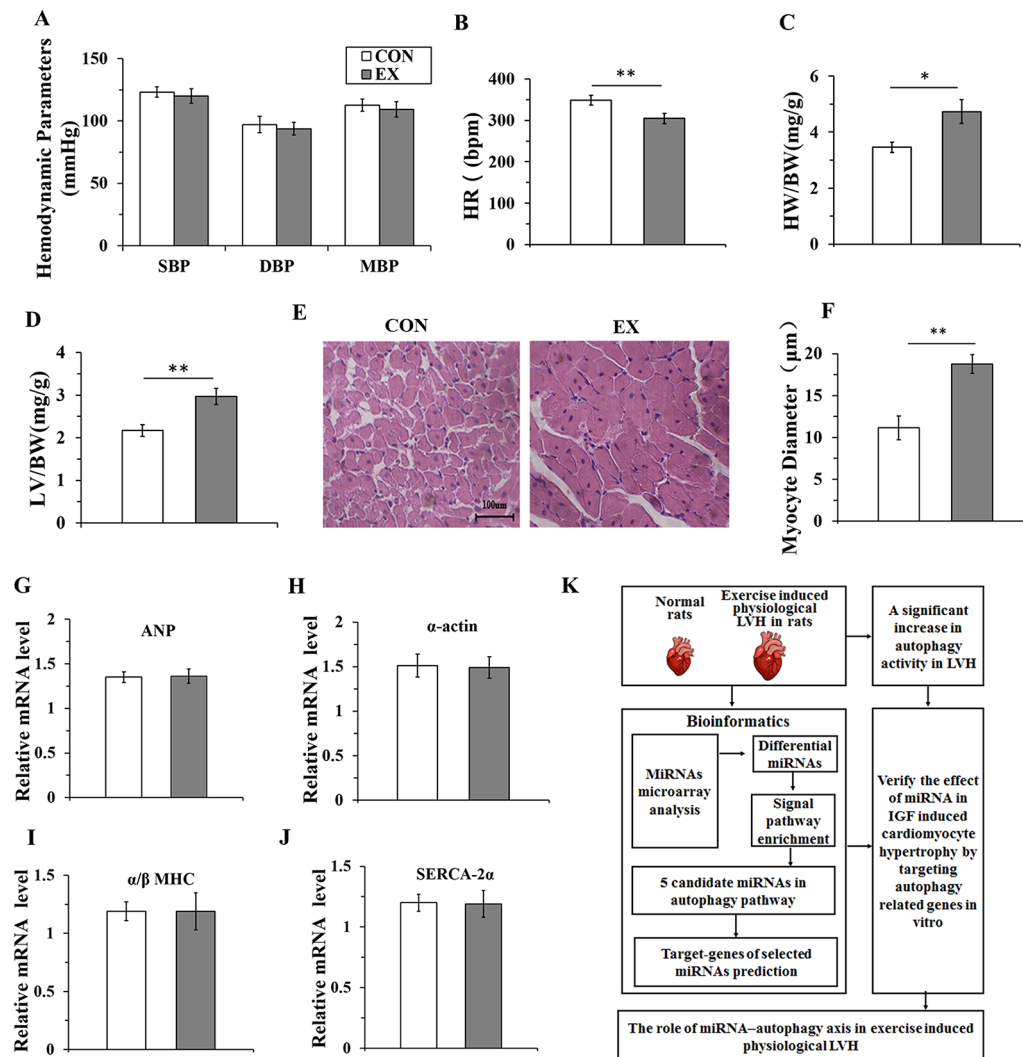 A
Hemodynamic Parameters
(mmHg)
150
100
50
0
CON
EX
SBP DBP MBP
B
HR ( (bpm)
400
300
200
100
0
**
C
HW/BW(mg/g)
6
4
2
0
*
D
LV/BW(mg/g)
4
3
2
1
0
**
E
CON EX
100um
F
Myocyte Diameter (μm)
20
15
10
5
0
**
G
Relative mRNA level
2
1.5
1
0.5
0
ANP
H
Relative mRNA level
2
1.5
1
0.5
0
α-actin
I
Relative mRNA level
1.5
1
0.5
0
α/β MHC
J
Relative mRNA level
1.5
1
0.5
0
SERCA-2α
K
Normal
rats
Exercise induced
physiological
LVH in rats
A significant
increase in
autophagy
activity in LVH
Bioinformatics
MiRNAs
microarray
analysis
Differential
miRNAs
Signal
pathway
enrichment
5 candidate miRNAs in
autophagy pathway
Target-genes of selected
miRNAs prediction
Verify the effect
of miRNA in
IGF induced
cardiomyocyte
hypertrophy by
targeting
autophagy
related genes in
vitro
The role of miRNA–autophagy axis in exercise induced
physiological LVH